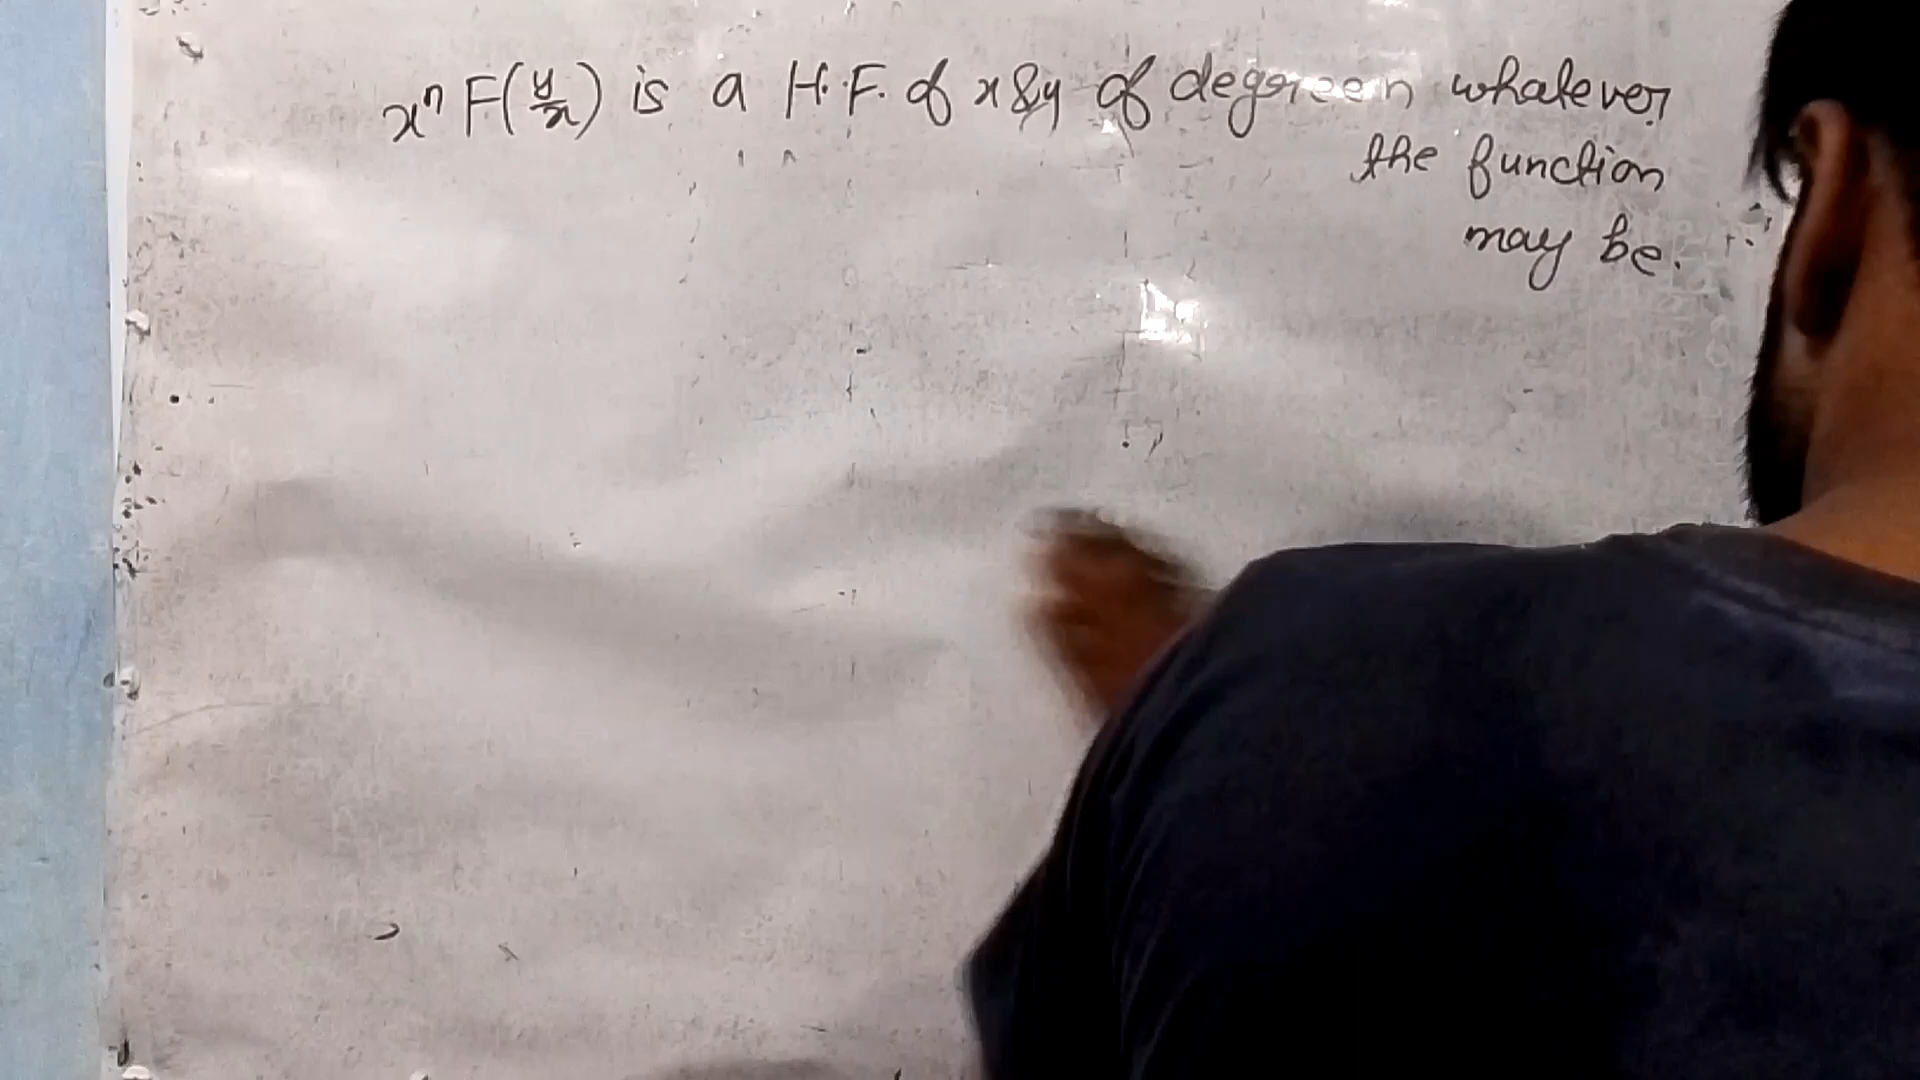 xⁿ F(y/x) is a H.F. of x & y of degree n whatever
the function
may be.